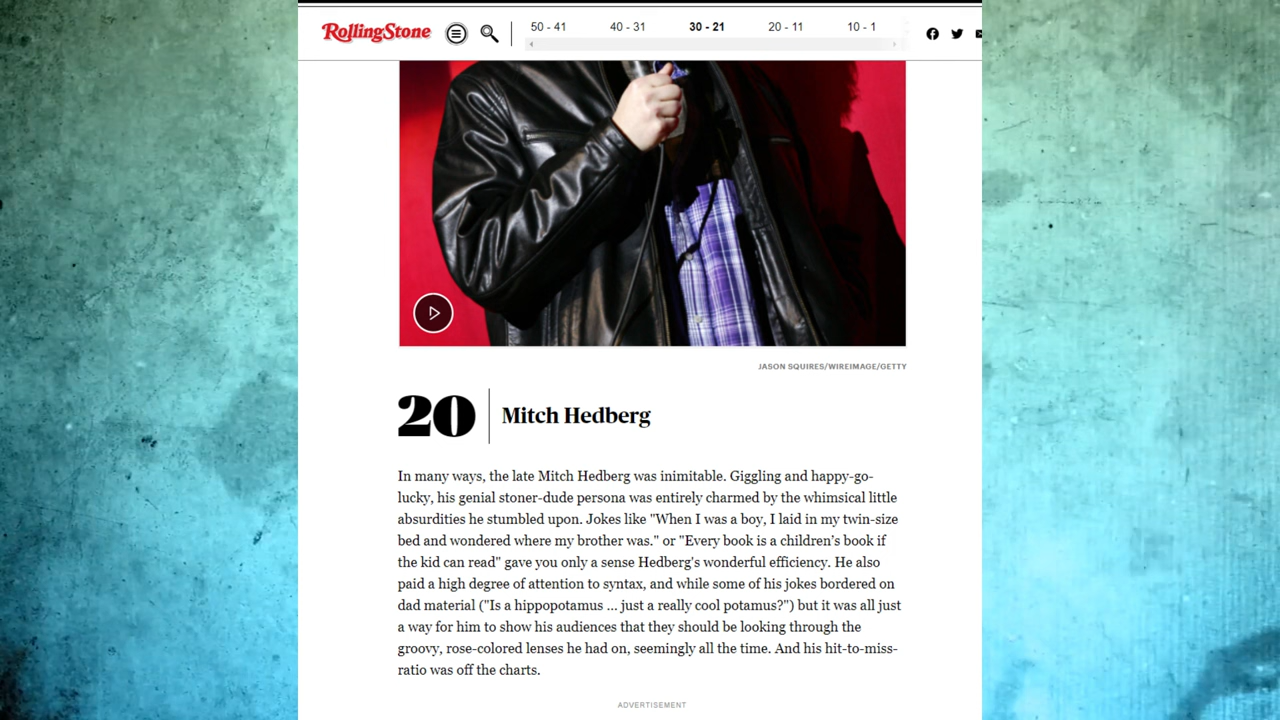 RollingStone
50 - 41 40 - 31 30 - 21 20 - 11 10 - 1
JASON SQUIRES/WIREIMAGE/GETTY
20 Mitch Hedberg
In many ways, the late Mitch Hedberg was inimitable. Giggling and happy-go-
lucky, his genial stoner-dude persona was entirely charmed by the whimsical little
absurdities he stumbled upon. Jokes like "When I was a boy, I laid in my twin-size
bed and wondered where my brother was." or "Every book is a children’s book if
the kid can read" gave you only a sense Hedberg's wonderful efficiency. He also
paid a high degree of attention to syntax, and while some of his jokes bordered on
dad material ("Is a hippopotamus ... just a really cool potamus?") but it was all just
a way for him to show his audiences that they should be looking through the
groovy, rose-colored lenses he had on, seemingly all the time. And his hit-to-miss-
ratio was off the charts.
ADVERTISEMENT